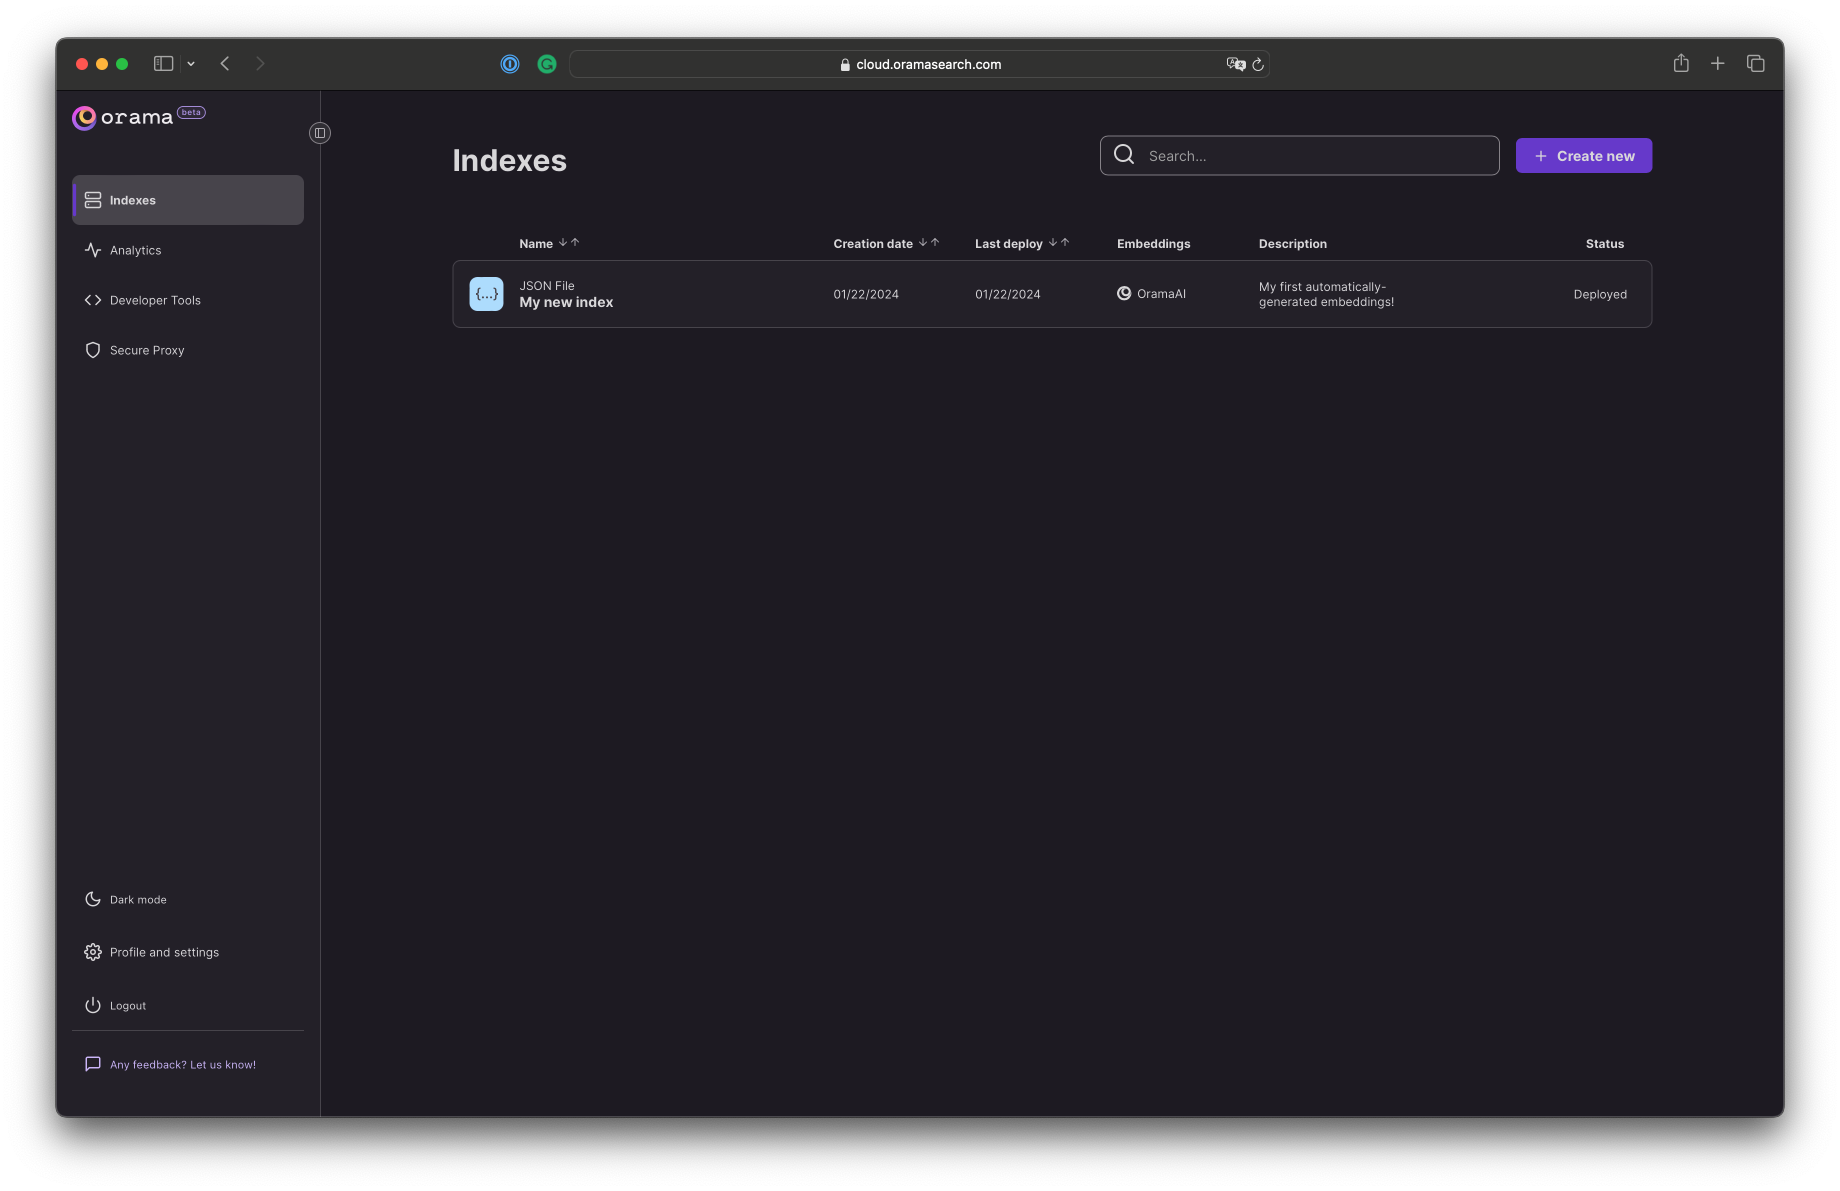 cloud.oramasearch.com
orama beta
Indexes
Analytics
Developer Tools
Secure Proxy
Dark mode
Profile and settings
Logout
Any feedback? Let us know!
Indexes
Search...
+ Create new
Name ↓↑ Creation date ↓↑ Last deploy ↓↑ Embeddings Description Status
{...}
JSON File
My new index
01/22/2024
01/22/2024
OramaAI
My first automatically-
generated embeddings!
Deployed